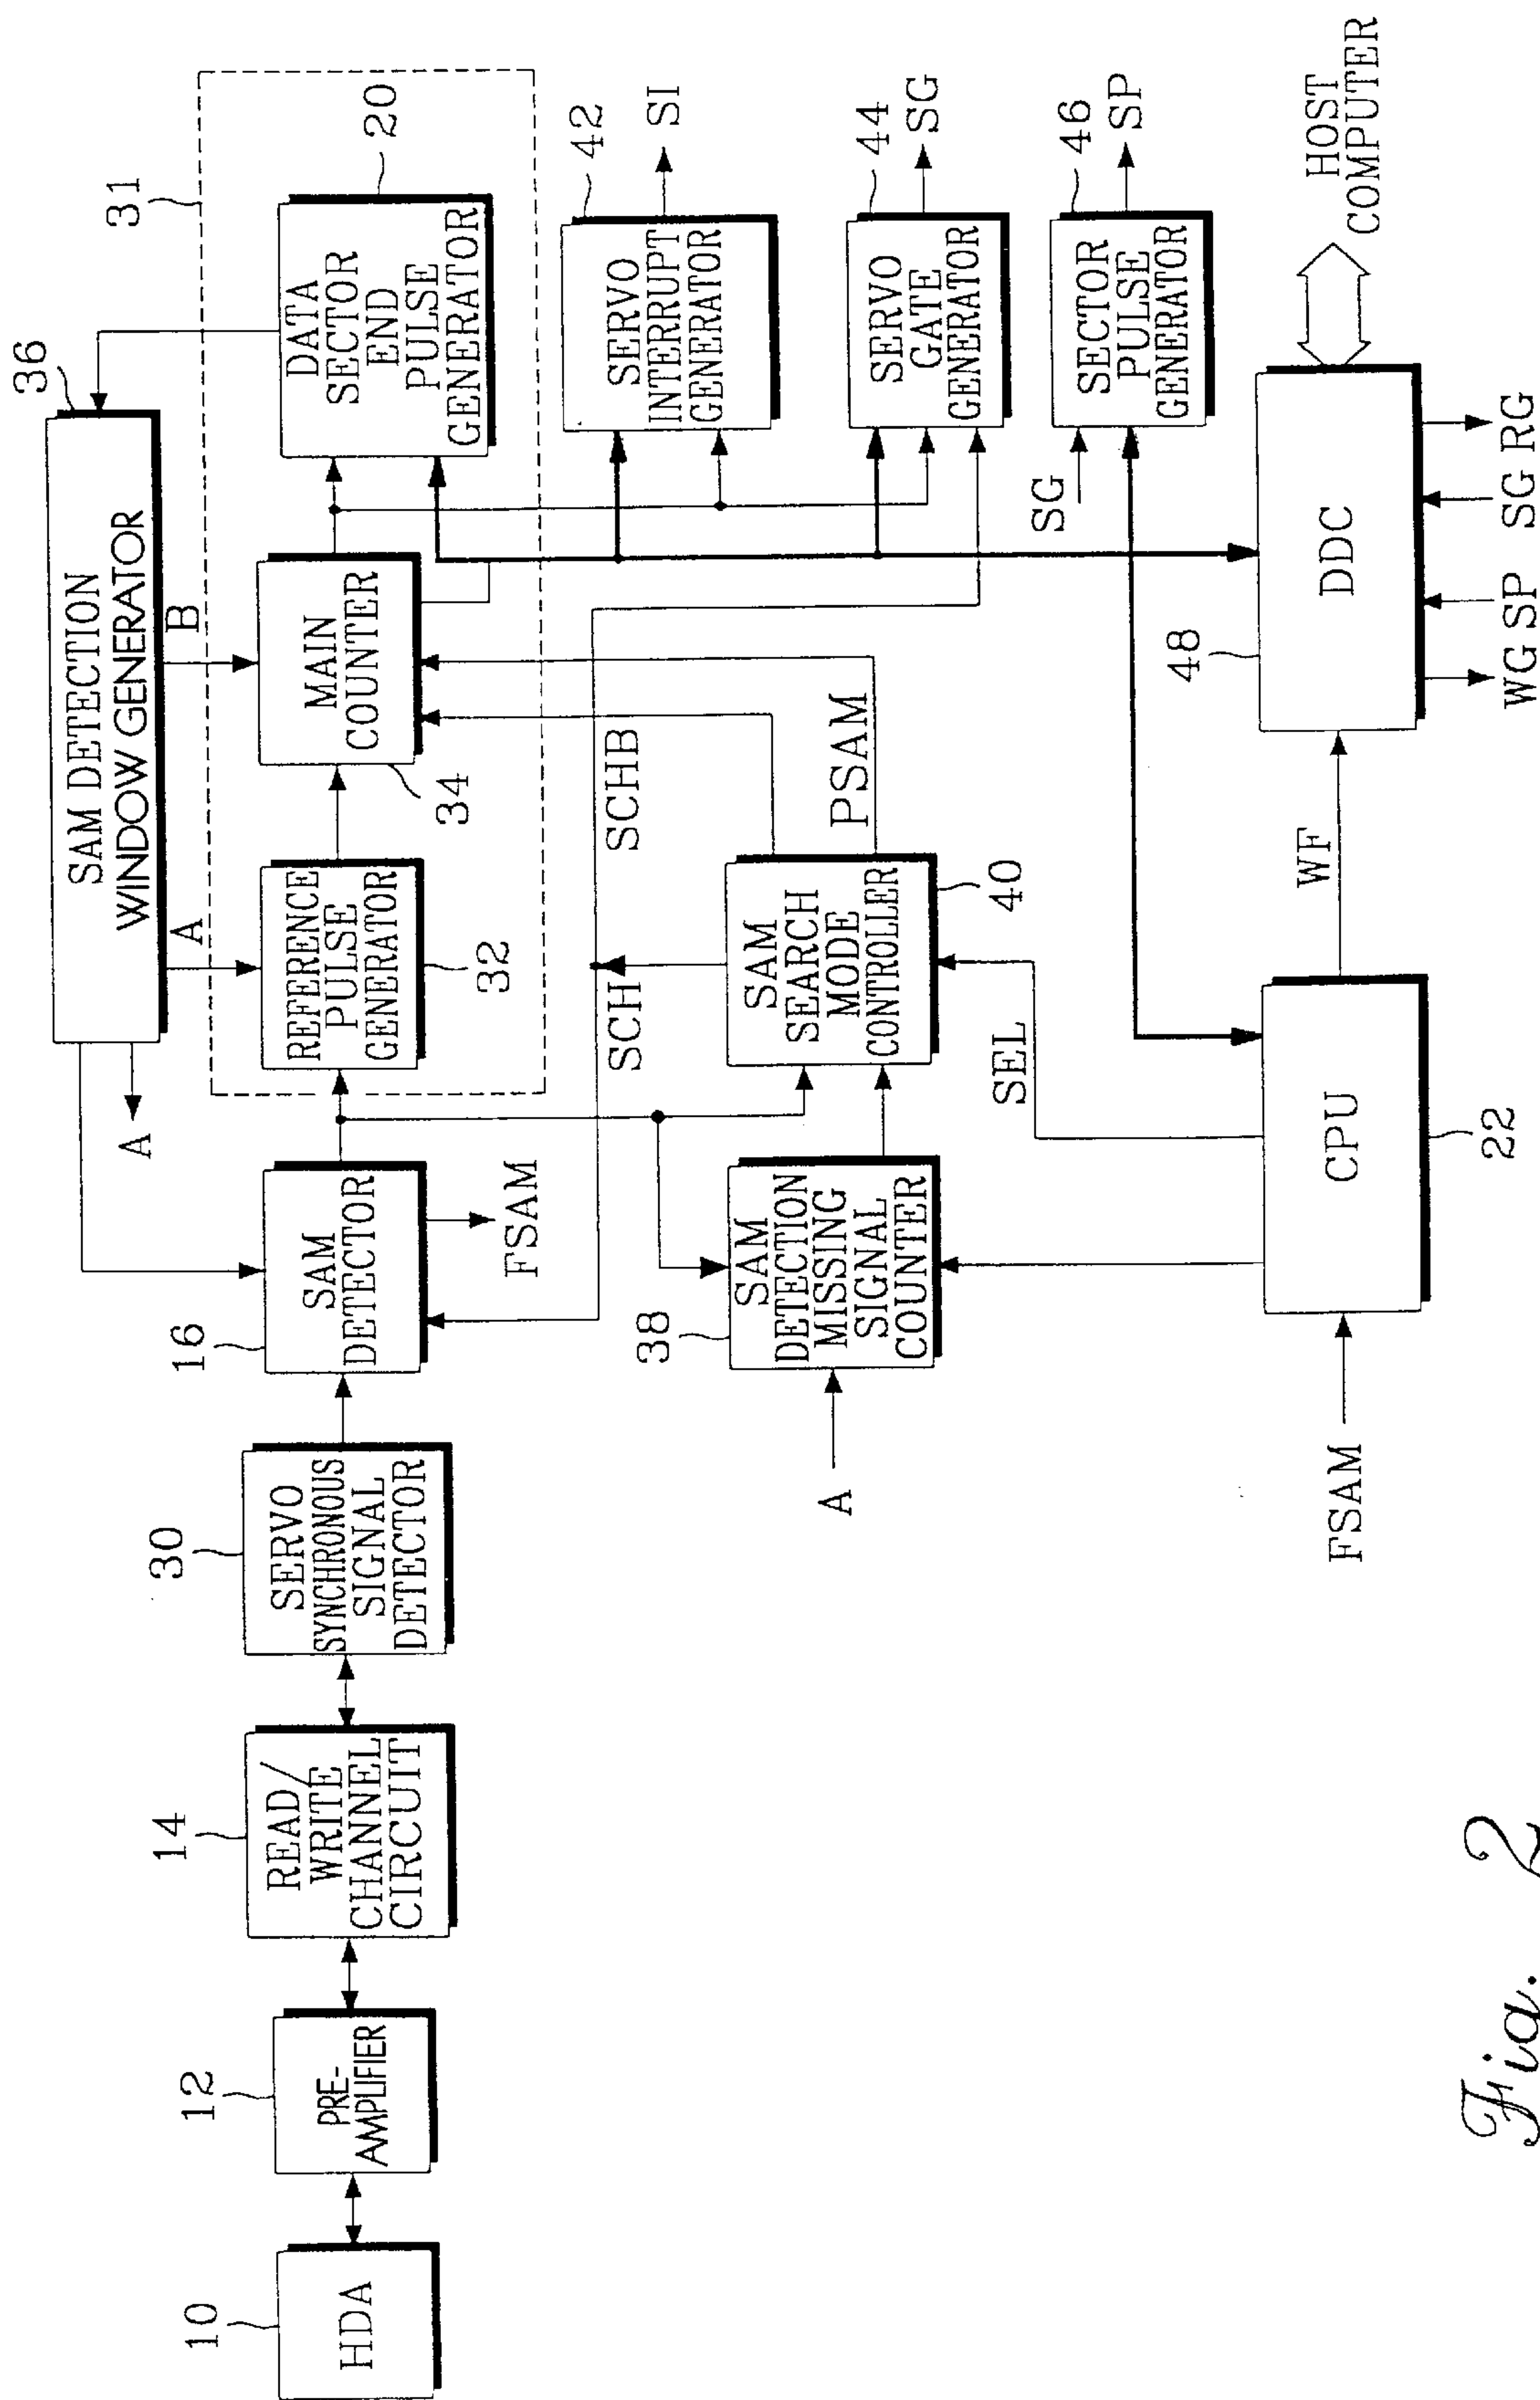 36
SAM DETECTION
WINDOW GENERATOR
A
A
B
31
10
HDA
12
PRE-
AMPLIFIER
14
READ/
WRITE
CHANNEL
CIRCUIT
30
SERVO
SYNCHRONOUS
SIGNAL
DETECTOR
16
SAM
DETECTOR
FSAM
REFERENCE
PULSE
GENERATOR
32
MAIN
COUNTER
34
DATA
SECTOR
END
PULSE
GENERATOR
20
SERVO
INTERRUPT
GENERATOR
42
SI
SCH
SCHB
PSAM
38
SAM
DETECTION
MISSING
SIGNAL
COUNTER
A
SAM
SEARCH
MODE
CONTROLLER
40
SERVO
GATE
GENERATOR
44
SG
SG
SECTOR
PULSE
GENERATOR
46
SP
SEL
FSAM
CPU
22
WF
48
DDC
HOST
COMPUTER
WG SP SG RG
Fig. 2